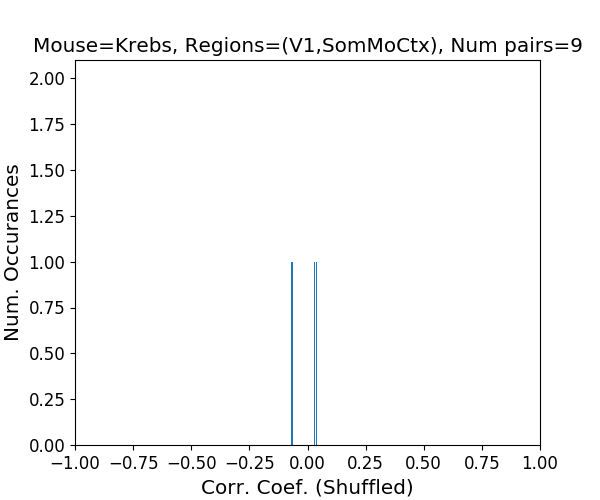 Mouse=Krebs, Regions=(V1,SomMoCtx), Num pairs=9
2.00
1.75
1.50
1.25
1.00
0.75
0.50
0.25
0.00
Num. Occurances
−1.00 −0.75 −0.50 −0.25 0.00 0.25 0.50 0.75 1.00
Corr. Coef. (Shuffled)